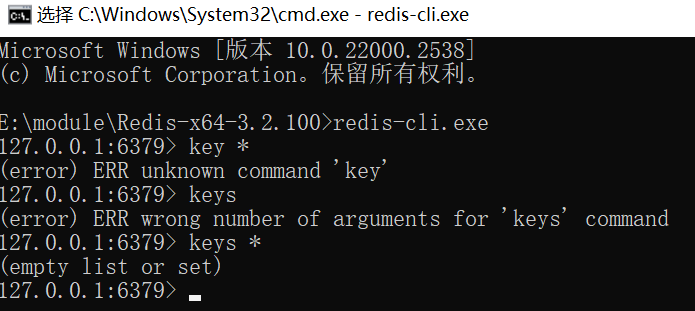 选择 C:\Windows\System32\cmd.exe - redis-cli.exe
Microsoft Windows [版本 10.0.22000.2538]
(c) Microsoft Corporation。保留所有权利。
E:\module\Redis-x64-3.2.100>redis-cli.exe
127.0.0.1:6379> key *
(error) ERR unknown command 'key'
127.0.0.1:6379> keys
(error) ERR wrong number of arguments for 'keys' command
127.0.0.1:6379> keys *
(empty list or set)
127.0.0.1:6379>